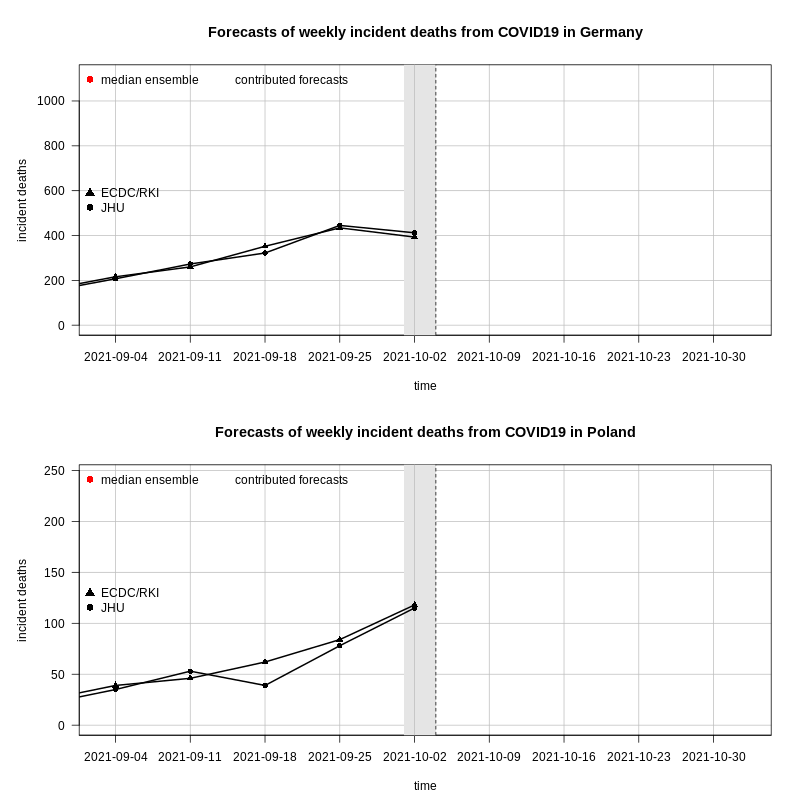 Forecasts of weekly incident deaths from COVID19 in Germany
median ensemble contributed forecasts
1000
800
600
400
200
0
incident deaths
ECDC/RKI
JHU
2021-09-04 2021-09-11 2021-09-18 2021-09-25 2021-10-02 2021-10-09 2021-10-16 2021-10-23 2021-10-30
time
Forecasts of weekly incident deaths from COVID19 in Poland
median ensemble contributed forecasts
250
200
150
100
50
0
incident deaths
ECDC/RKI
JHU
2021-09-04 2021-09-11 2021-09-18 2021-09-25 2021-10-02 2021-10-09 2021-10-16 2021-10-23 2021-10-30
time